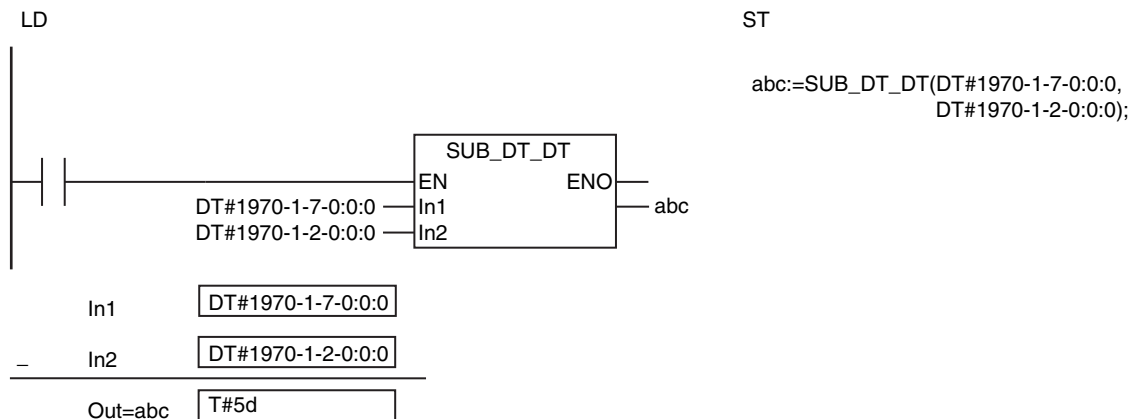 LD
ST
abc:=SUB_DT_DT(DT#1970-1-7-0:0:0,
DT#1970-1-2-0:0:0);
SUB_DT_DT
EN ENO
DT#1970-1-7-0:0:0 In1 abc
DT#1970-1-2-0:0:0 In2
In1 DT#1970-1-7-0:0:0
− In2 DT#1970-1-2-0:0:0
Out=abc T#5d